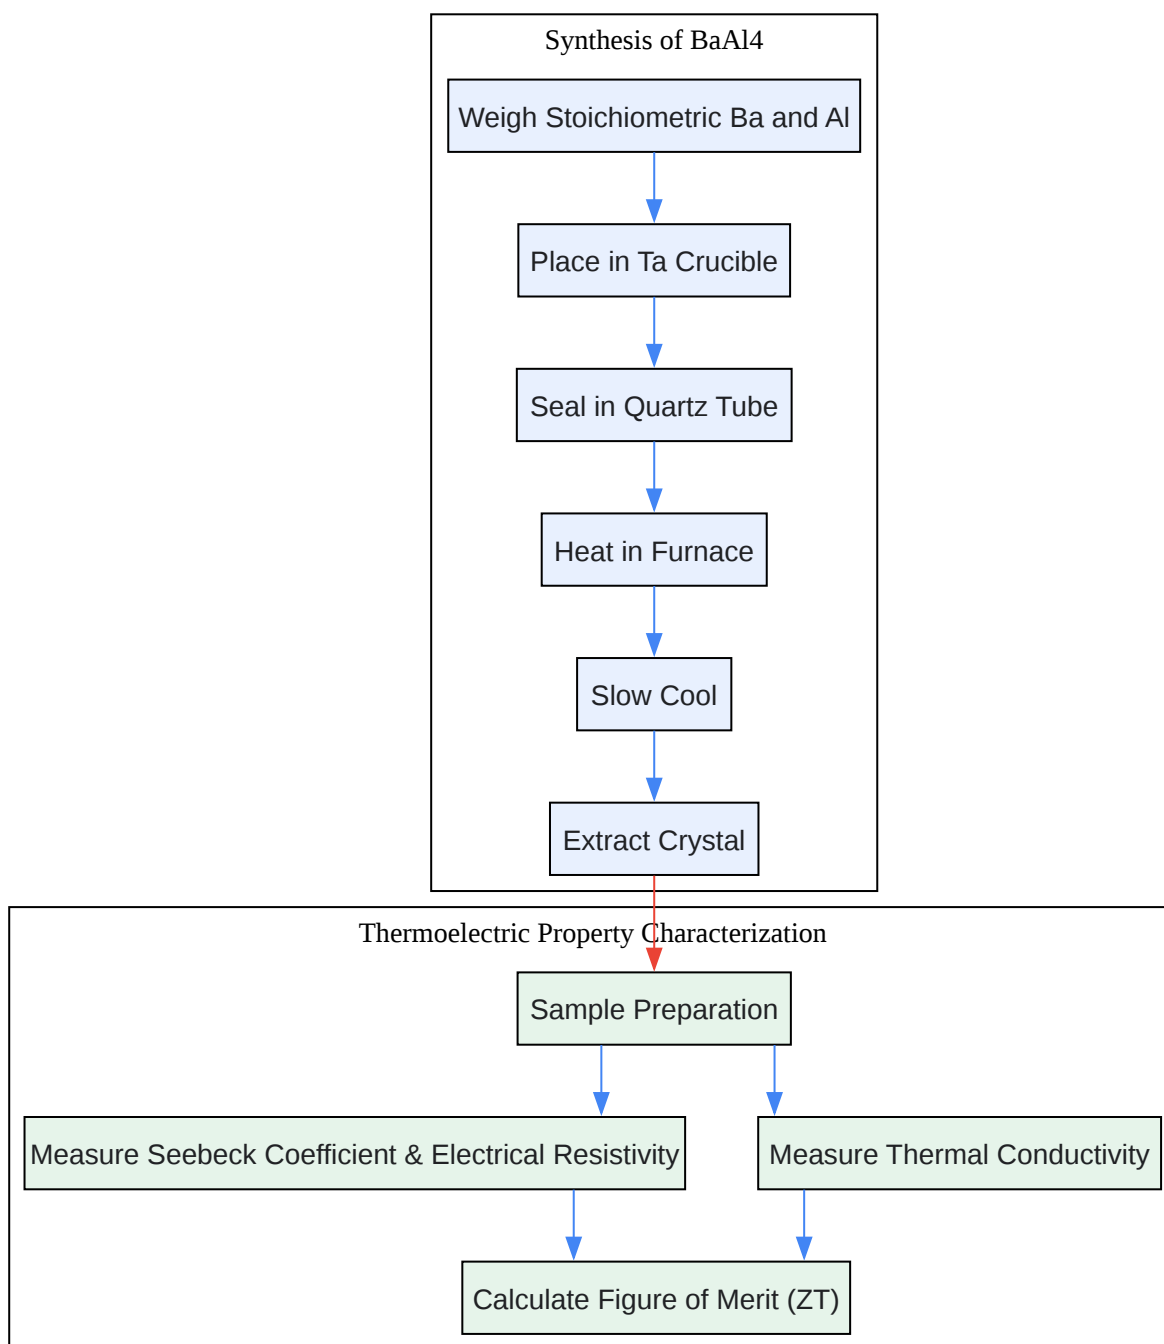 Synthesis of BaAl4
Weigh Stoichiometric Ba and Al
Place in Ta Crucible
Seal in Quartz Tube
Heat in Furnace
Slow Cool
Extract Crystal
Thermoelectric Property Characterization
Sample Preparation
Measure Seebeck Coefficient & Electrical Resistivity
Measure Thermal Conductivity
Calculate Figure of Merit (ZT)